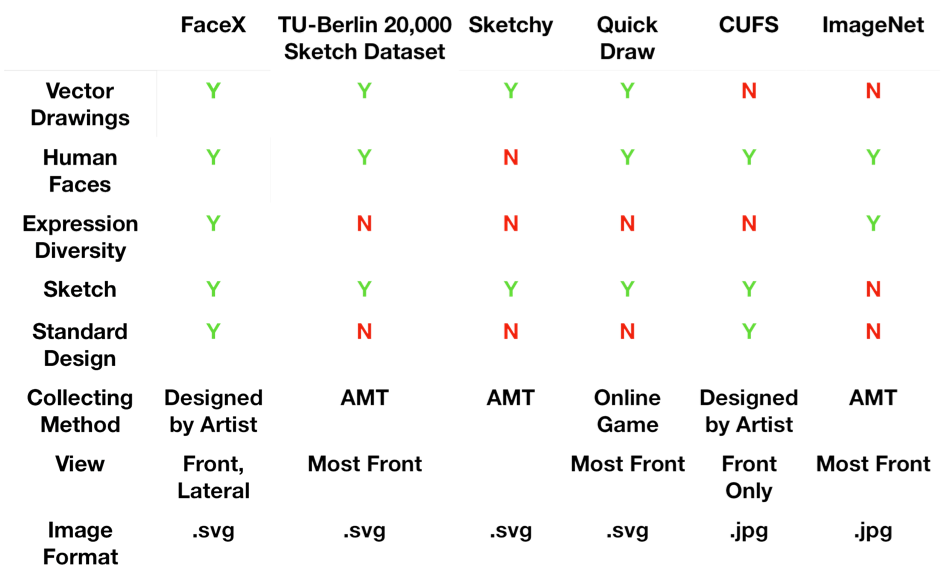 FaceX TU-Berlin 20,000 Sketch Dataset Sketchy Quick Draw CUFS ImageNet
Vector Drawings Y Y Y Y N N
Human Faces Y Y N Y Y Y
Expression Diversity Y N N N N Y
Sketch Y Y Y Y Y N
Standard Design Y N N N Y N
Collecting Method Designed by Artist AMT AMT Online Game Designed by Artist AMT
View Front, Lateral Most Front Most Front Front Only Most Front
Image Format .svg .svg .svg .svg .jpg .jpg